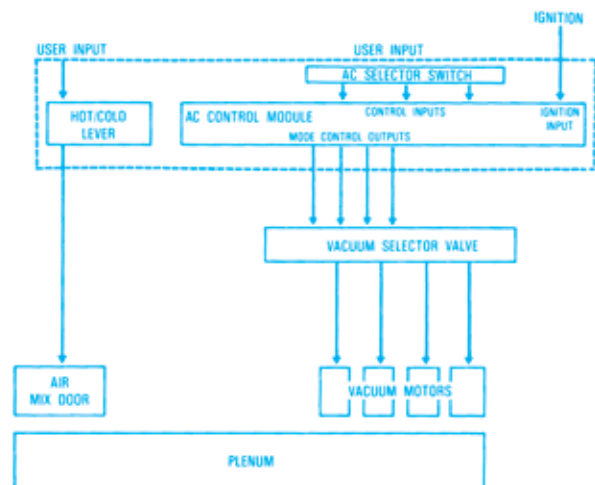 IGNITION
USER INPUT
USER INPUT
AC SELECTOR SWITCH
HOT/COLD
LEVER
AC CONTROL MODULE
CONTROL INPUTS
IGNITION
INPUT
MODE CONTROL OUTPUTS
VACUUM SELECTOR VALVE
AIR
MIX DOOR
VACUUM MOTORS
PLENUM